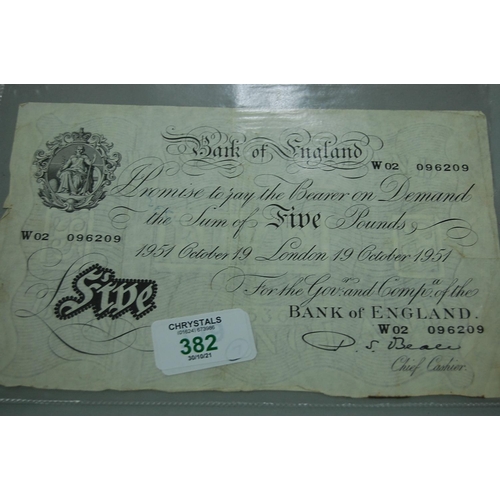 Bank of England
W02 096209
I Promise to pay the Bearer on Demand
the Sum of Five Pounds
W02 096209
1951 October 19 London 19 October 1951
For the Govr. and Compa. of the
BANK of ENGLAND.
£Five
W02 096209
P. S. Beale
Chief Cashier.
CHRYSTALS
382
30/10/21